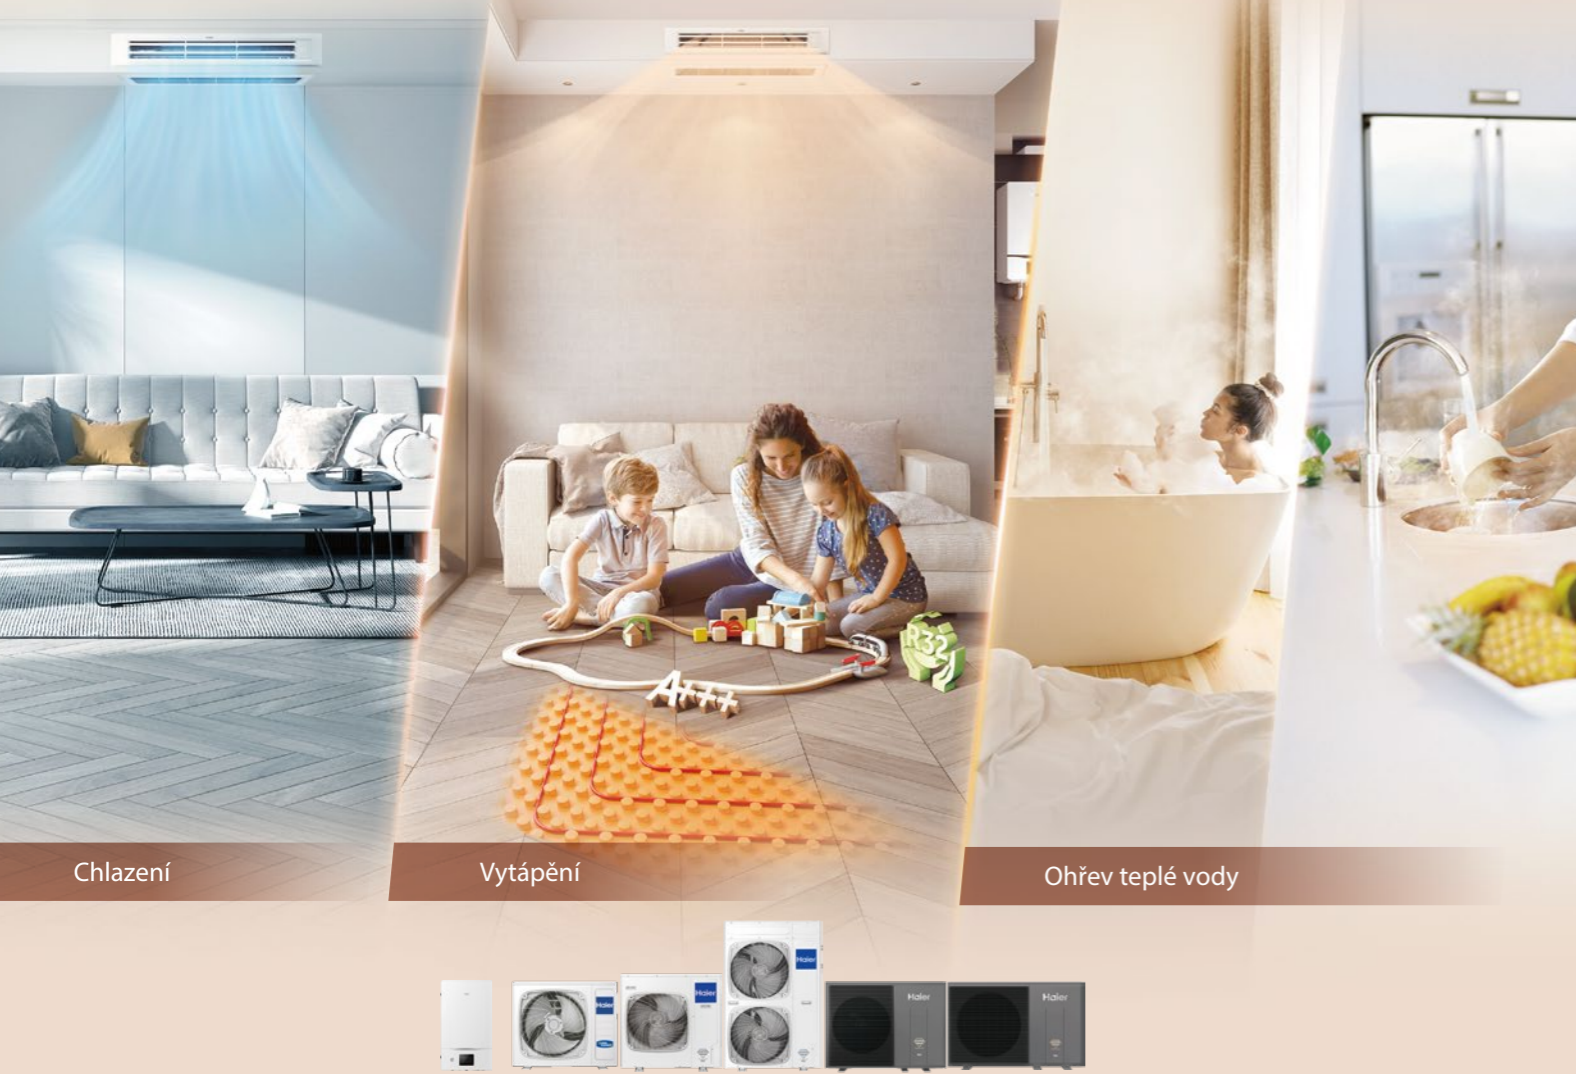 R32
A+++
Chlazení
Vytápění
Ohřev teplé vody
Haier
Haier
Haier
Haier
Haier